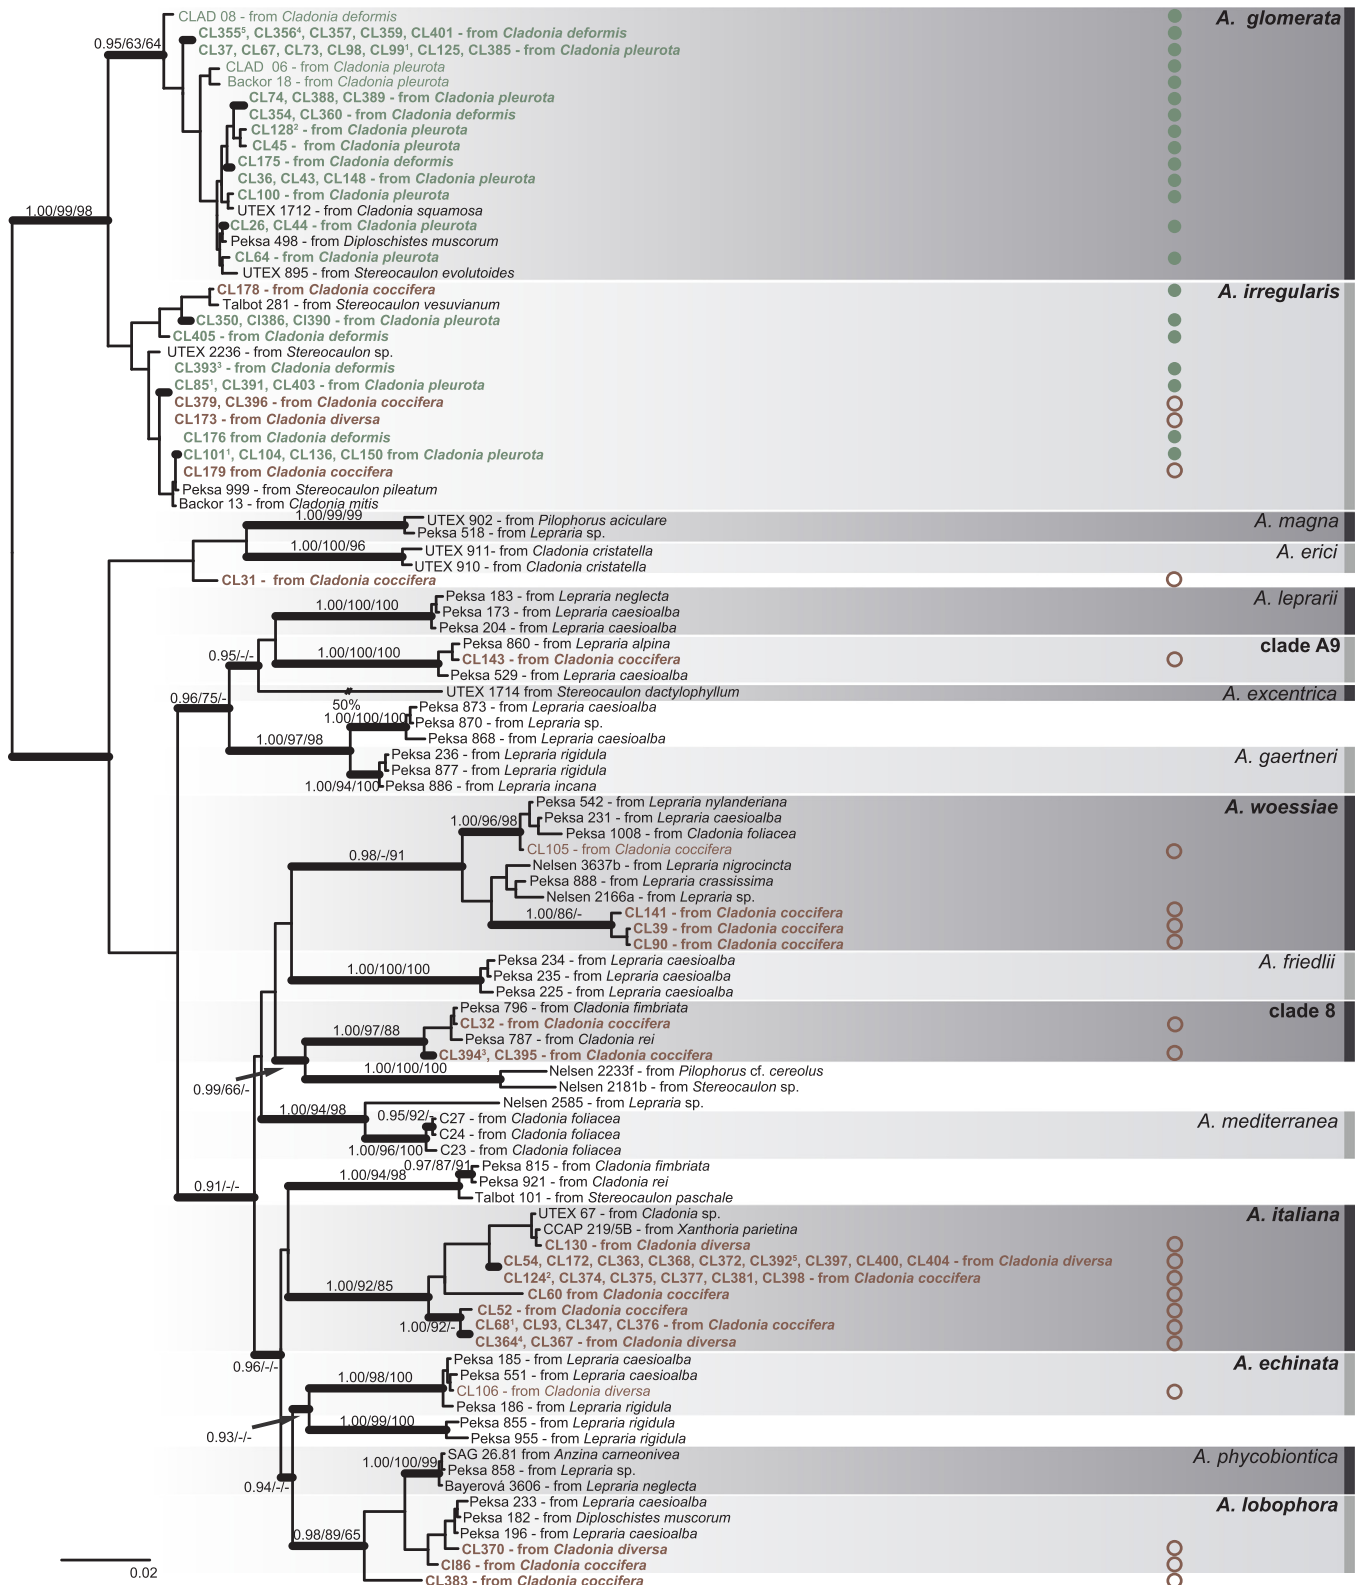 CLAD 08 - from Cladonia deformis
A. glomerata
CL355⁵, CL356⁴, CL357, CL359, CL401 - from Cladonia deformis
0.95/63/64
CL37, CL67, CL73, CL98, CL99¹, CL125, CL385 - from Cladonia pleurota
CLAD 06 - from Cladonia pleurota
Backor 18 - from Cladonia pleurota
CL74, CL388, CL389 - from Cladonia pleurota
CL354, CL360 - from Cladonia deformis
CL128² - from Cladonia pleurota
CL45 - from Cladonia pleurota
CL175 - from Cladonia deformis
CL36, CL43, CL148 - from Cladonia pleurota
CL100 - from Cladonia pleurota
1.00/99/98
UTEX 1712 - from Cladonia squamosa
CL26, CL44 - from Cladonia pleurota
Peksa 498 - from Diploschistes muscorum
CL64 - from Cladonia pleurota
UTEX 895 - from Stereocaulon evolutoides
CL178 - from Cladonia coccifera
A. irregularis
Talbot 281 - from Stereocaulon vesuvianum
CL350, Cl386, Cl390 - from Cladonia pleurota
CL405 - from Cladonia deformis
UTEX 2236 - from Stereocaulon sp.
CL393³ - from Cladonia deformis
CL85¹, CL391, CL403 - from Cladonia pleurota
CL379, CL396 - from Cladonia coccifera
CL173 - from Cladonia diversa
CL176 from Cladonia deformis
CL101¹, CL104, CL136, CL150 from Cladonia pleurota
CL179 from Cladonia coccifera
Peksa 999 - from Stereocaulon pileatum
Backor 13 - from Cladonia mitis
1.00/99/99
UTEX 902 - from Pilophorus aciculare
A. magna
Peksa 518 - from Lepraria sp.
1.00/100/96
UTEX 911- from Cladonia cristatella
A. erici
UTEX 910 - from Cladonia cristatella
CL31 - from Cladonia coccifera
Peksa 183 - from Lepraria neglecta
A. leprarii
1.00/100/100
Peksa 173 - from Lepraria caesioalba
Peksa 204 - from Lepraria caesioalba
Peksa 860 - from Lepraria alpina
clade A9
0.95/-/-
1.00/100/100
CL143 - from Cladonia coccifera
Peksa 529 - from Lepraria caesioalba
UTEX 1714 from Stereocaulon dactylophyllum
A. excentrica
0.96/75/-
50%
Peksa 873 - from Lepraria caesioalba
1.00/100/100
Peksa 870 - from Lepraria sp.
1.00/97/98
Peksa 868 - from Lepraria caesioalba
Peksa 236 - from Lepraria rigidula
A. gaertneri
Peksa 877 - from Lepraria rigidula
1.00/94/100
Peksa 886 - from Lepraria incana
Peksa 542 - from Lepraria nylanderiana
A. woessiae
1.00/96/98
Peksa 231 - from Lepraria caesioalba
Peksa 1008 - from Cladonia foliacea
0.98/-/91
CL105 - from Cladonia coccifera
Nelsen 3637b - from Lepraria nigrocincta
Peksa 888 - from Lepraria crassissima
Nelsen 2166a - from Lepraria sp.
1.00/86/-
CL141 - from Cladonia coccifera
CL39 - from Cladonia coccifera
CL90 - from Cladonia coccifera
Peksa 234 - from Lepraria caesioalba
A. friedlii
1.00/100/100
Peksa 235 - from Lepraria caesioalba
Peksa 225 - from Lepraria caesioalba
Peksa 796 - from Cladonia fimbriata
clade 8
1.00/97/88
CL32 - from Cladonia coccifera
Peksa 787 - from Cladonia rei
CL394³, CL395 - from Cladonia coccifera
1.00/100/100
Nelsen 2233f - from Pilophorus cf. cereolus
0.99/66/-
Nelsen 2181b - from Stereocaulon sp.
Nelsen 2585 - from Lepraria sp.
1.00/94/98
0.95/92/-
C27 - from Cladonia foliacea
A. mediterranea
C24 - from Cladonia foliacea
1.00/96/100
C23 - from Cladonia foliacea
0.97/87/91
Peksa 815 - from Cladonia fimbriata
1.00/94/98
Peksa 921 - from Cladonia rei
0.91/-/-
Talbot 101 - from Stereocaulon paschale
UTEX 67 - from Cladonia sp.
A. italiana
CCAP 219/5B - from Xanthoria parietina
CL130 - from Cladonia diversa
CL54, CL172, CL363, CL368, CL372, CL392⁵, CL397, CL400, CL404 - from Cladonia diversa
CL124², CL374, CL375, CL377, CL381, CL398 - from Cladonia coccifera
1.00/92/85
CL60 from Cladonia coccifera
CL52 - from Cladonia coccifera
1.00/92/-
CL68¹, CL93, CL347, CL376 - from Cladonia coccifera
CL364⁴, CL367 - from Cladonia diversa
0.96/-/-
Peksa 185 - from Lepraria caesioalba
A. echinata
1.00/98/100
Peksa 551 - from Lepraria caesioalba
CL106 - from Cladonia diversa
Peksa 186 - from Lepraria rigidula
1.00/99/100
Peksa 855 - from Lepraria rigidula
0.93/-/-
Peksa 955 - from Lepraria rigidula
SAG 26.81 from Anzina carneonivea
A. phycobiontica
1.00/100/99
Peksa 858 - from Lepraria sp.
0.94/-/-
Bayerová 3606 - from Lepraria neglecta
Peksa 233 - from Lepraria caesioalba
A. lobophora
Peksa 182 - from Diploschistes muscorum
0.98/89/65
Peksa 196 - from Lepraria caesioalba
CL370 - from Cladonia diversa
Cl86 - from Cladonia coccifera
0.02
CL383 - from Cladonia coccifera